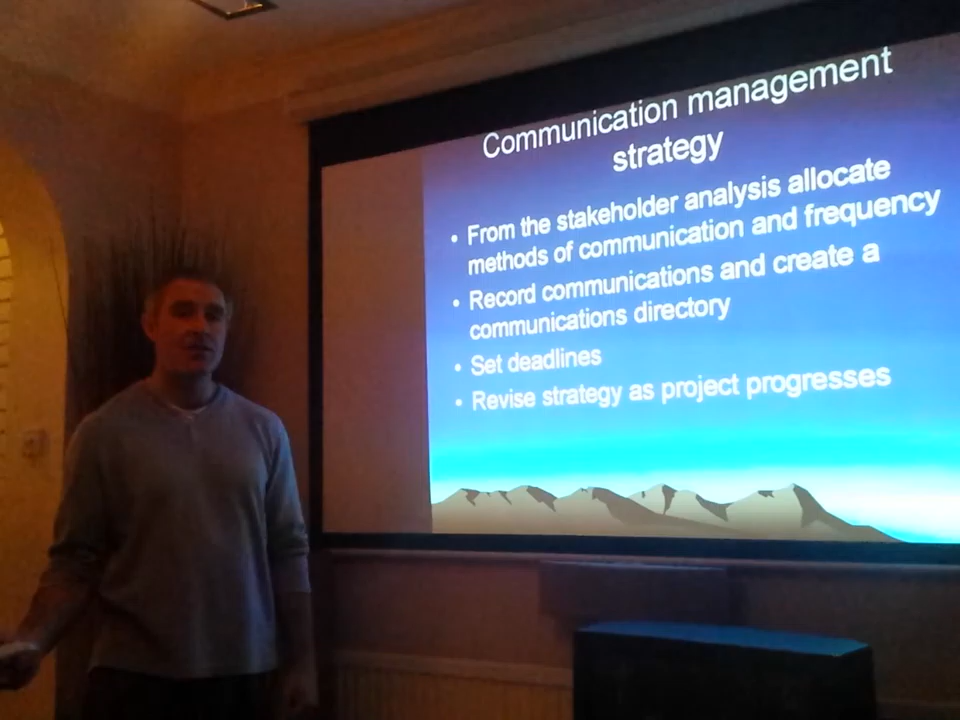 Communication management
strategy
• From the stakeholder analysis allocate
methods of communication and frequency
• Record communications and create a
communications directory
• Set deadlines
• Revise strategy as project progresses